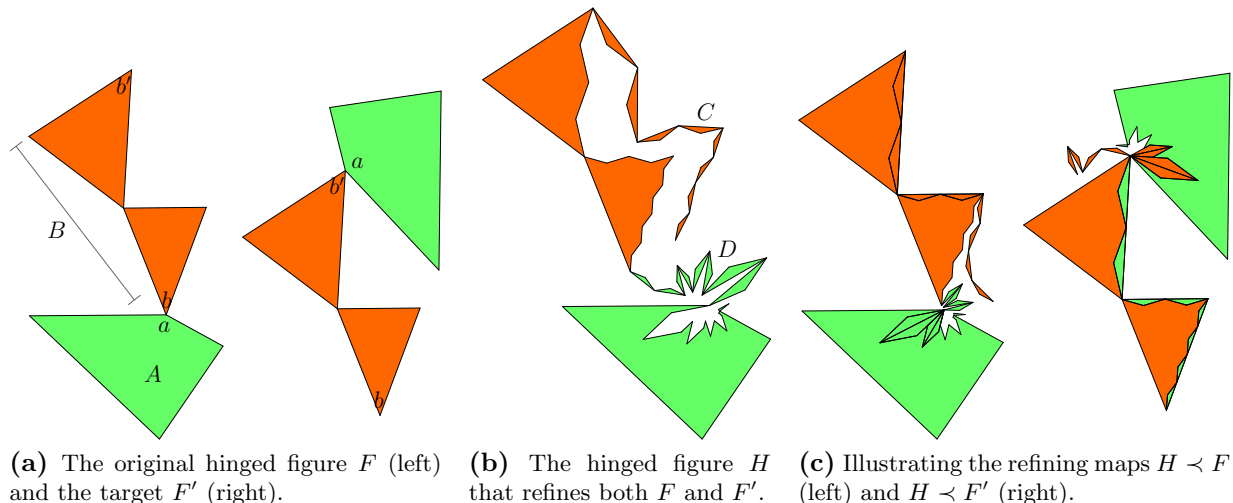 b′
B
b
a
A
a
b′
b
C
D
(a) The original hinged figure F (left)
and the target F′ (right).
(b) The hinged figure H
that refines both F and F′.
(c) Illustrating the refining maps H ≺ F
(left) and H ≺ F′ (right).